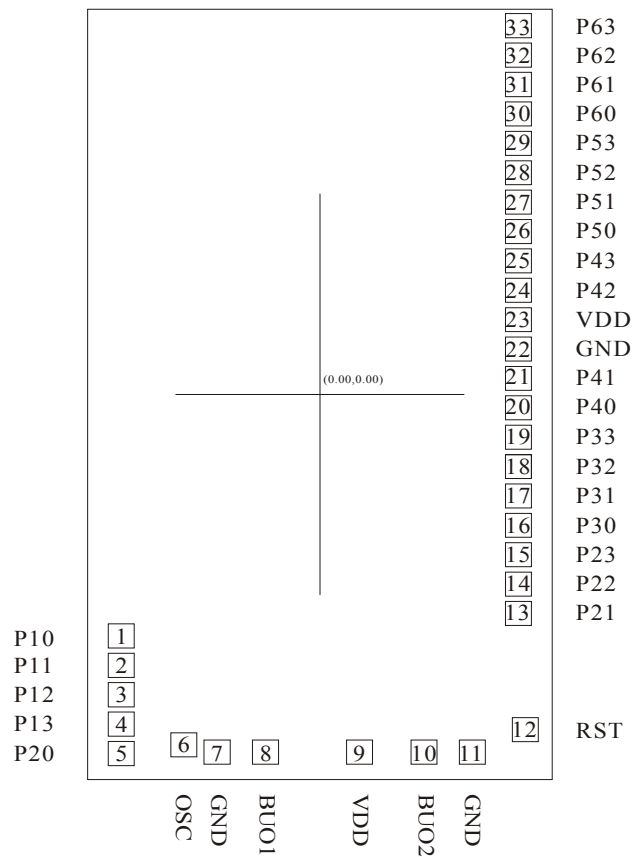 33 P63
32 P62
31 P61
30 P60
29 P53
28 P52
27 P51
26 P50
25 P43
24 P42
23 VDD
22 GND
(0.00,0.00)
21 P41
20 P40
19 P33
18 P32
17 P31
16 P30
15 P23
14 P22
13 P21
P10 1
P11 2
P12 3
P13 4
12 RST
P20 5
6 7 8 9 10 11
OSC
GND
BUO1
VDD
BUO2
GND